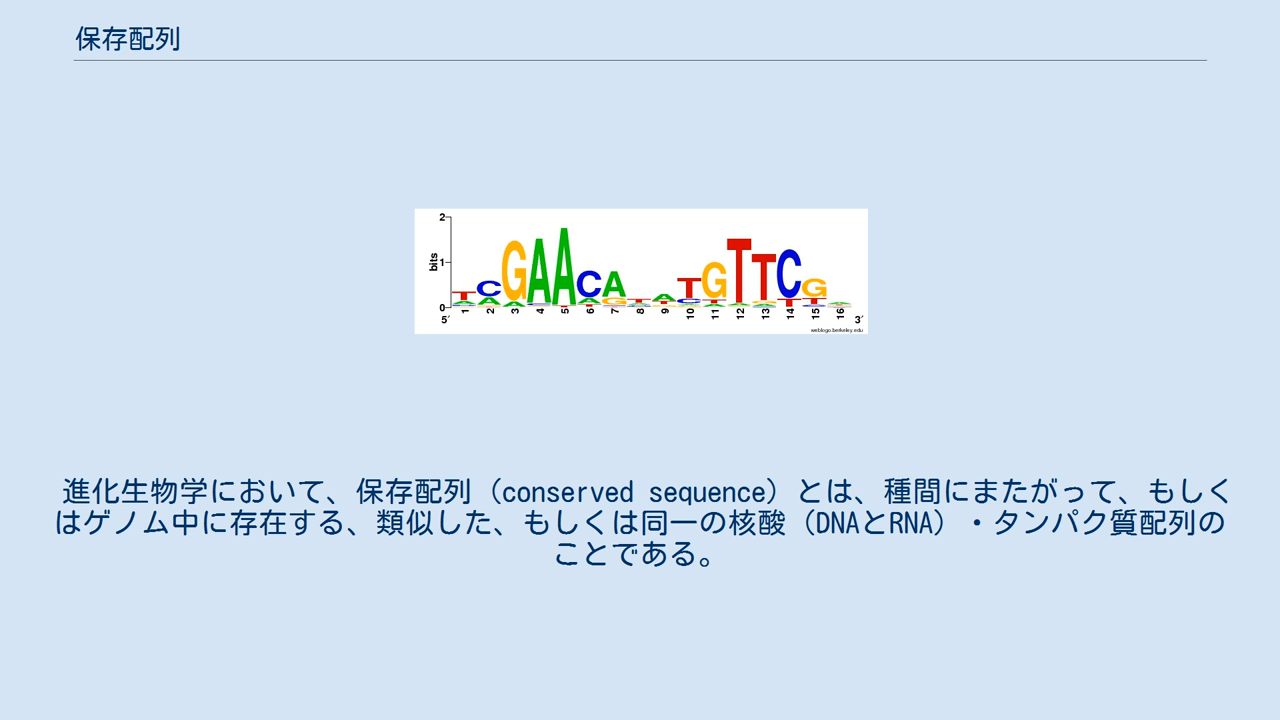 保存配列
2
bits
1
0
TCGAACATATGTTCG
5′ 1 2 3 4 5 6 7 8 9 10 11 12 13 14 15 16 3′
weblogo.berkeley.edu
進化生物学において、保存配列（conserved sequence）とは、種間にまたがって、もしく
はゲノム中に存在する、類似した、もしくは同一の核酸（DNAとRNA）・タンパク質配列の
ことである。